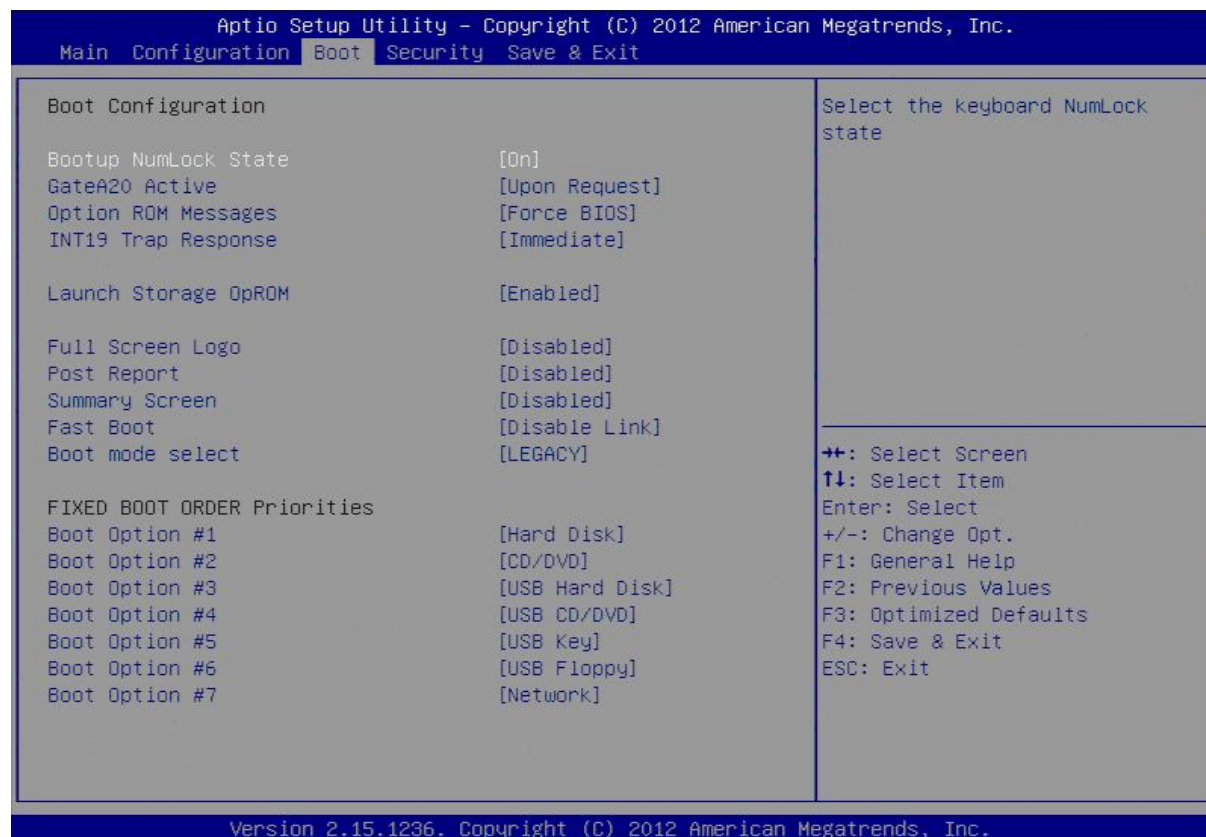 Aptio Setup Utility – Copyright (C) 2012 American Megatrends, Inc.
Main Configuration Boot Security Save & Exit
Boot Configuration
Bootup NumLock State [On]
GateA20 Active [Upon Request]
Option ROM Messages [Force BIOS]
INT19 Trap Response [Immediate]
Launch Storage OpROM [Enabled]
Full Screen Logo [Disabled]
Post Report [Disabled]
Summary Screen [Disabled]
Fast Boot [Disable Link]
Boot mode select [LEGACY]
FIXED BOOT ORDER Priorities
Boot Option #1 [Hard Disk]
Boot Option #2 [CD/DVD]
Boot Option #3 [USB Hard Disk]
Boot Option #4 [USB CD/DVD]
Boot Option #5 [USB Key]
Boot Option #6 [USB Floppy]
Boot Option #7 [Network]
Select the keyboard NumLock
state
→←: Select Screen
↑↓: Select Item
Enter: Select
+/-: Change Opt.
F1: General Help
F2: Previous Values
F3: Optimized Defaults
F4: Save & Exit
ESC: Exit
Version 2.15.1236. Copyright (C) 2012 American Megatrends, Inc.